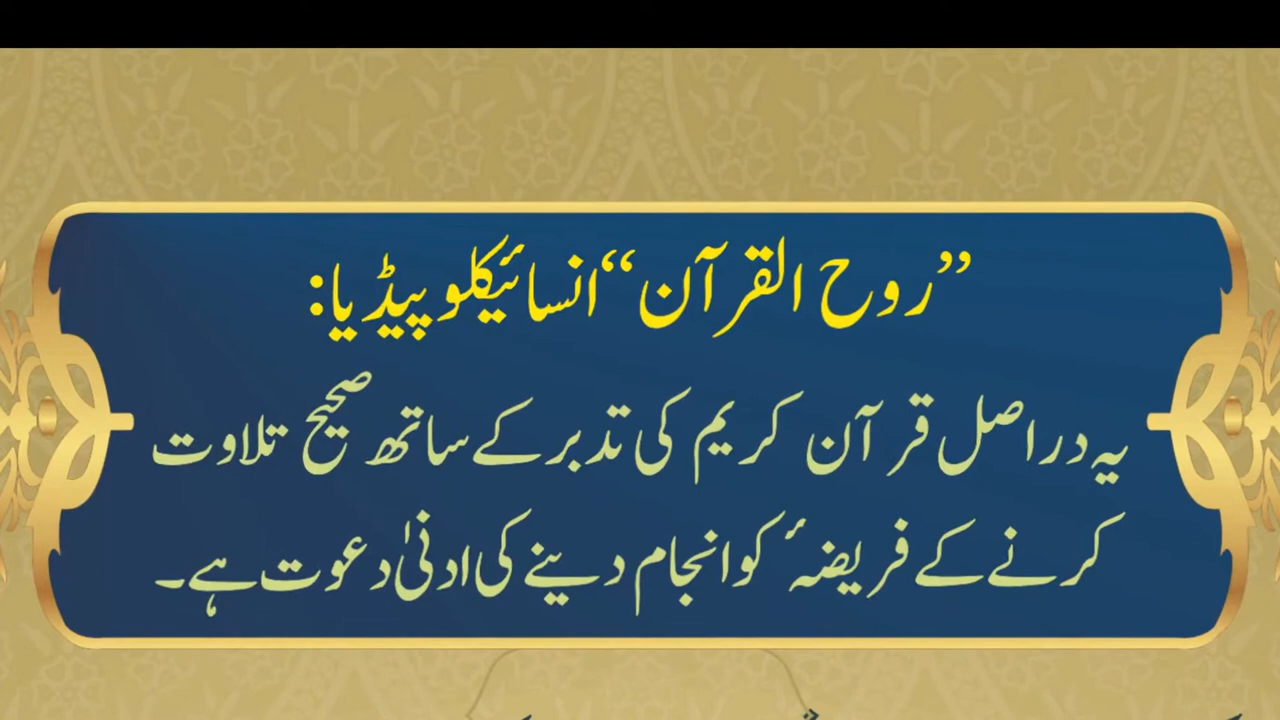 ”روح القرآن“ انسائیکلوپیڈیا:
یہ دراصل قرآن کریم کی تدبر کے ساتھ صحیح تلاوت
کرنے کے فریضہٴ کو انجام دینے کی ادنیٰ دعوت ہے۔